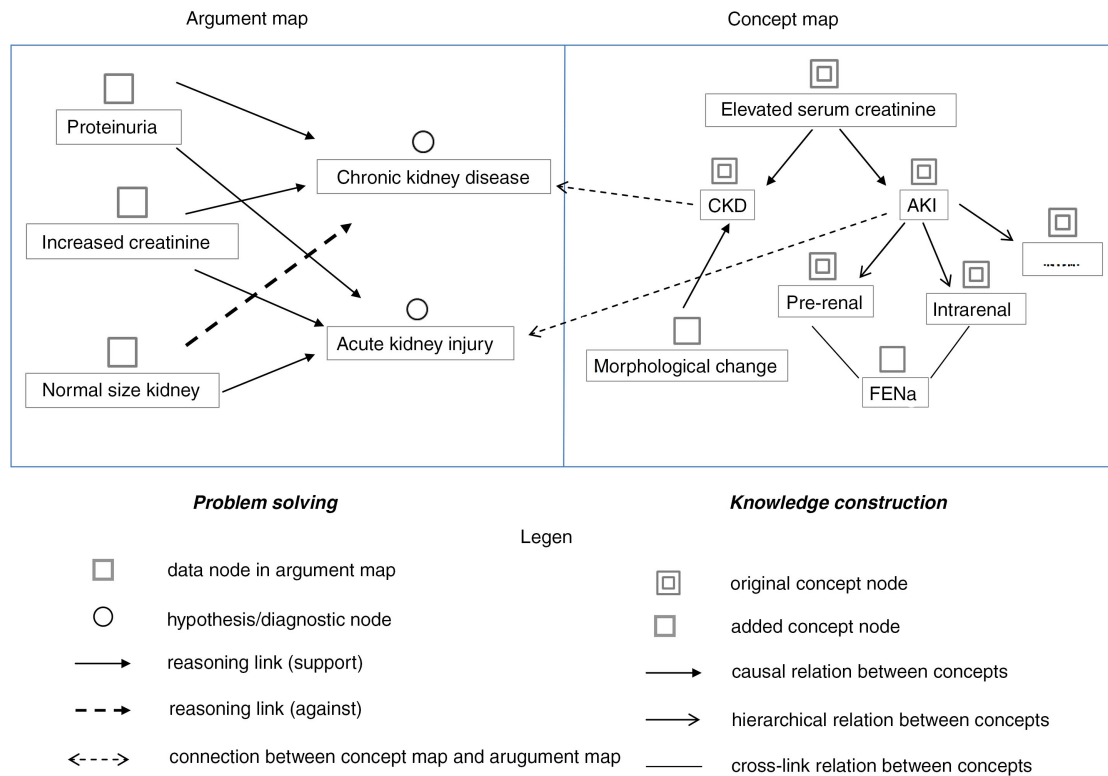 Argument map
Concept map
Proteinuria
Increased creatinine
Normal size kidney
Chronic kidney disease
Acute kidney injury
Elevated serum creatinine
CKD
AKI
.......
Pre-renal
Intrarenal
Morphological change
FENa
Problem solving
Knowledge construction
Legen
data node in argument map
hypothesis/diagnostic node
reasoning link (support)
reasoning link (against)
connection between concept map and arugument map
original concept node
added concept node
causal relation between concepts
hierarchical relation between concepts
cross-link relation between concepts